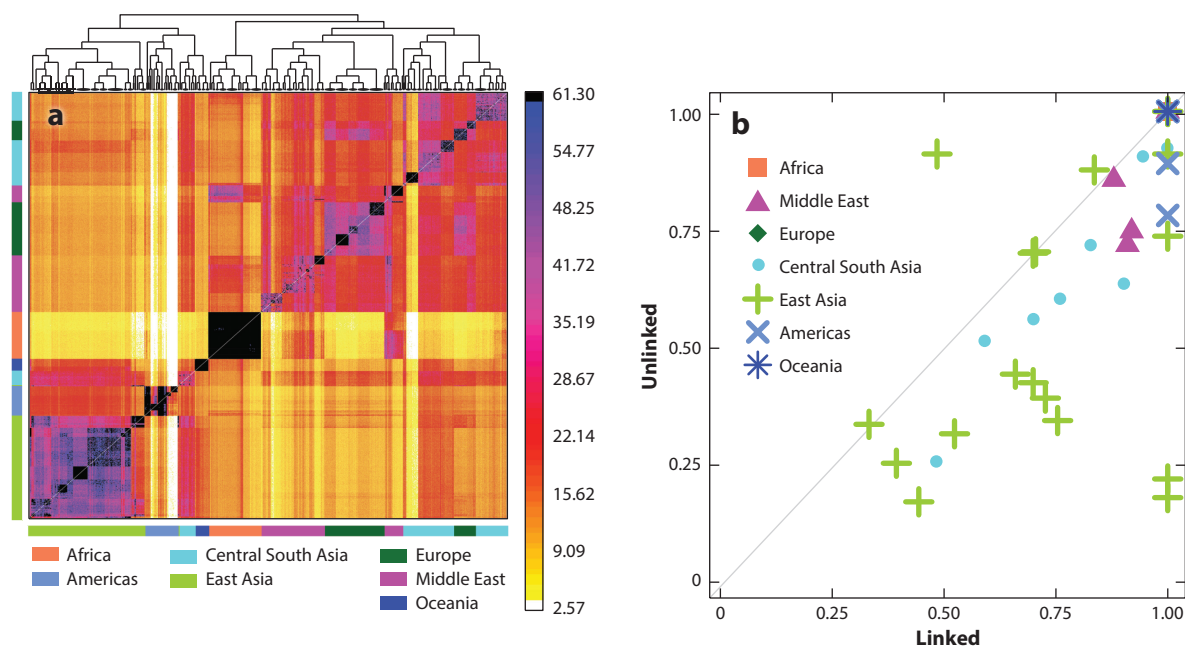 a
61.30
54.77
48.25
41.72
35.19
28.67
22.14
15.62
9.09
2.57
Africa
Americas
Central South Asia
East Asia
Europe
Middle East
Oceania
b
Africa
Middle East
Europe
Central South Asia
East Asia
Americas
Oceania
Unlinked
1.00
0.75
0.50
0.25
0
0
0.25
0.50
0.75
1.00
Linked